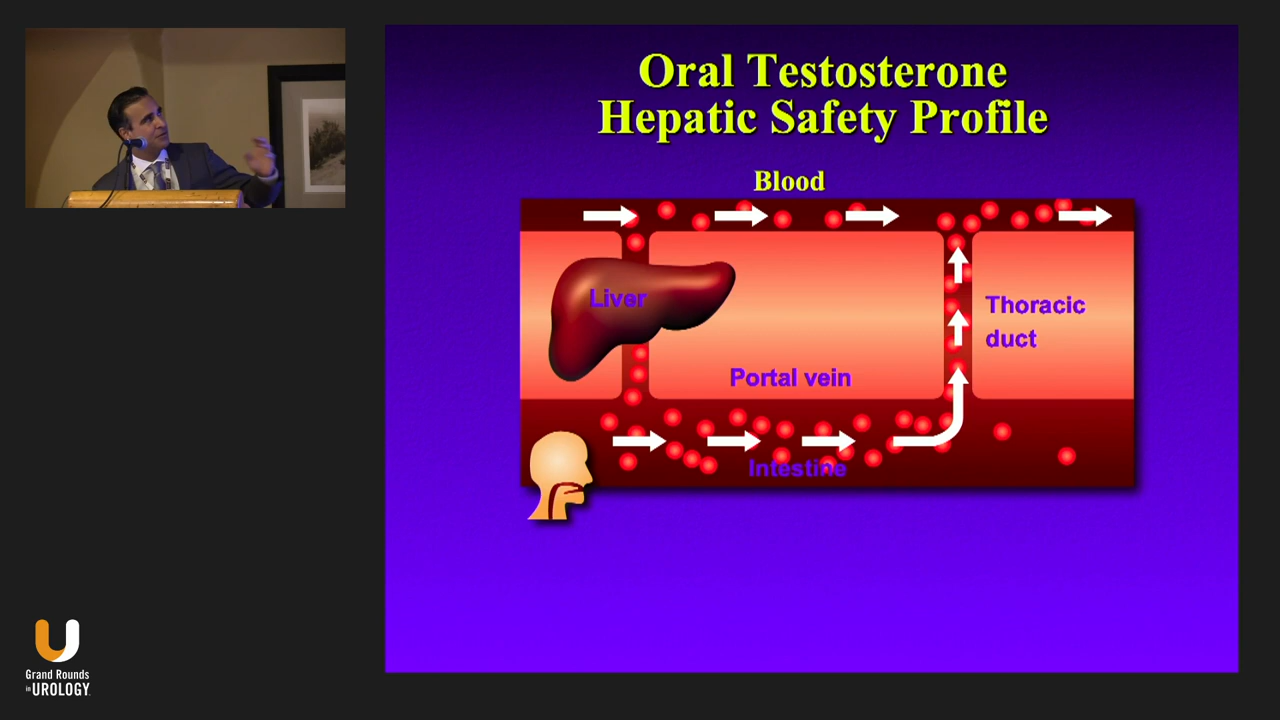 Oral Testosterone
Hepatic Safety Profile
Blood
Liver
Thoracic
duct
Portal vein
Intestine
U
Grand Rounds
in UROLOGY